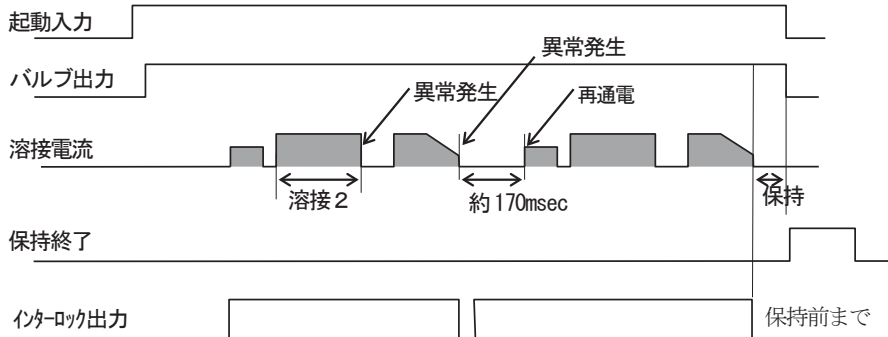 起動入力
異常発生
バルブ出力
異常発生
再通電
溶接電流
溶接2
約170msec
保持
保持終了
インターロック出力
保持前まで